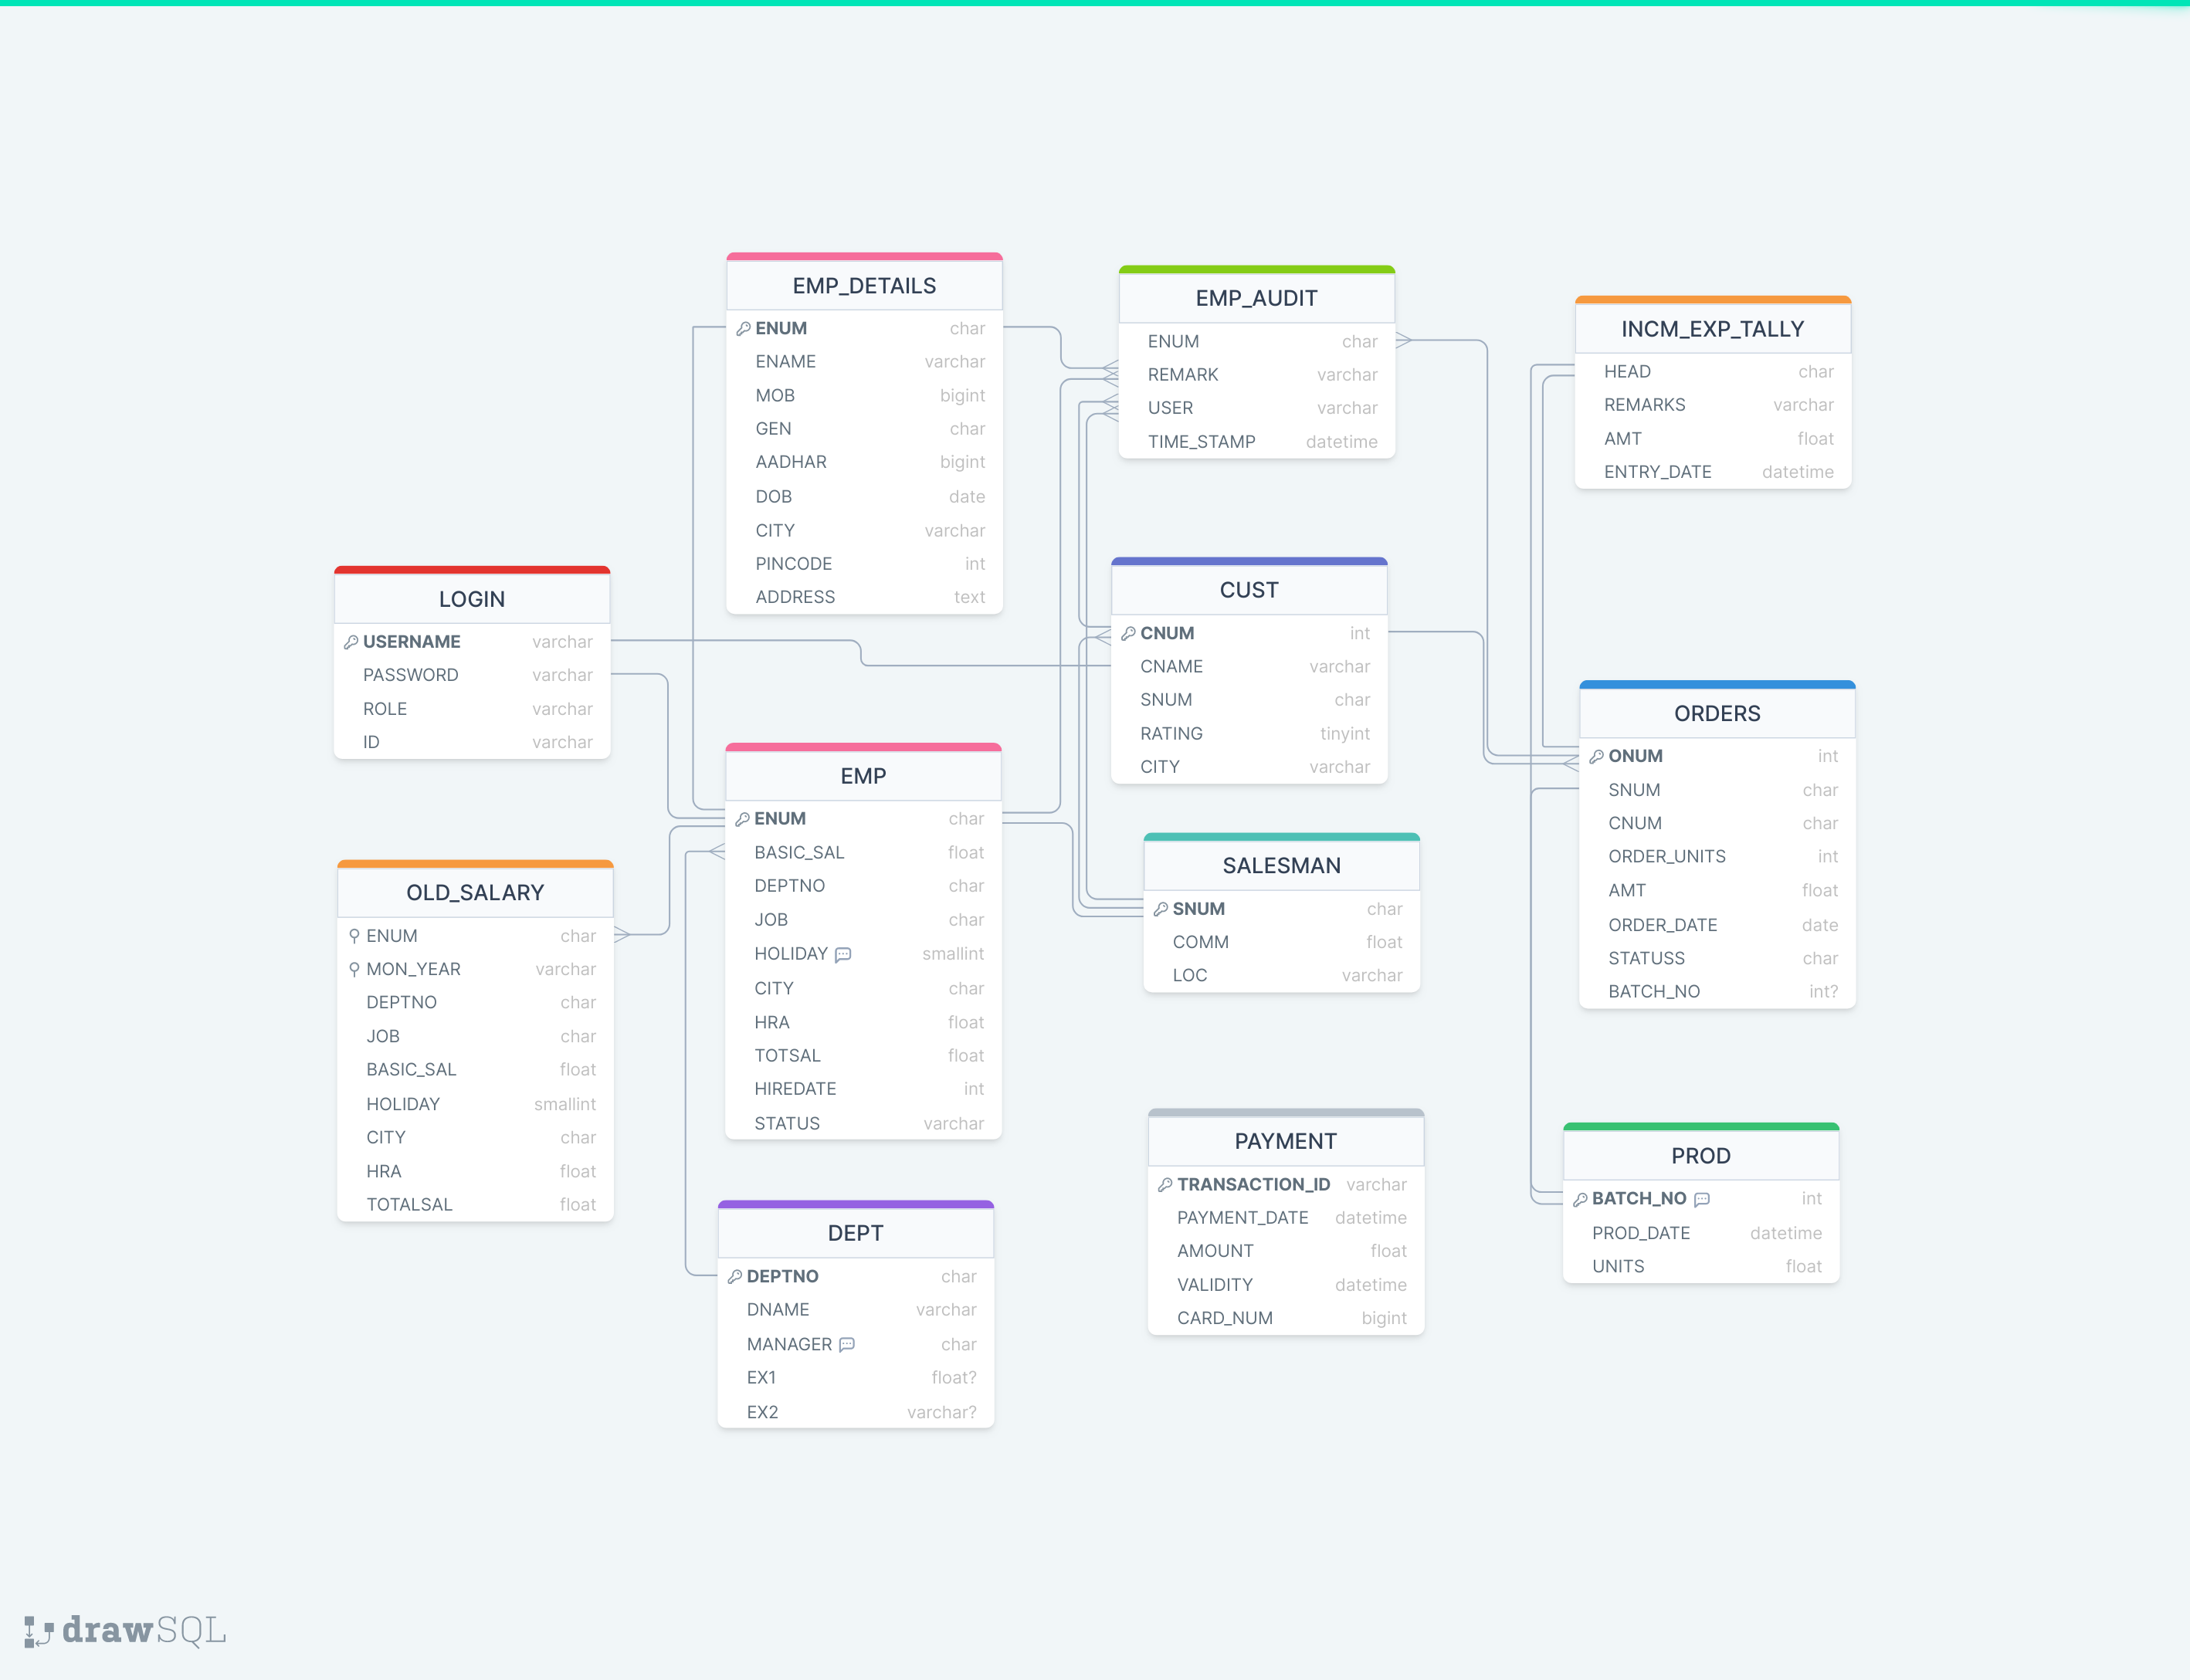 EMP_DETAILS
ENUM char
ENAME varchar
MOB bigint
GEN char
AADHAR bigint
DOB date
CITY varchar
PINCODE int
ADDRESS text
EMP_AUDIT
ENUM char
REMARK varchar
USER varchar
TIME_STAMP datetime
INCM_EXP_TALLY
HEAD char
REMARKS varchar
AMT float
ENTRY_DATE datetime
LOGIN
USERNAME varchar
PASSWORD varchar
ROLE varchar
ID varchar
CUST
CNUM int
CNAME varchar
SNUM char
RATING tinyint
CITY varchar
ORDERS
ONUM int
SNUM char
CNUM char
ORDER_UNITS int
AMT float
ORDER_DATE date
STATUSS char
BATCH_NO int?
EMP
ENUM char
BASIC_SAL float
DEPTNO char
JOB char
HOLIDAY smallint
CITY char
HRA float
TOTSAL float
HIREDATE int
STATUS varchar
SALESMAN
SNUM char
COMM float
LOC varchar
OLD_SALARY
ENUM char
MON_YEAR varchar
DEPTNO char
JOB char
BASIC_SAL float
HOLIDAY smallint
CITY char
HRA float
TOTALSAL float
PAYMENT
TRANSACTION_ID varchar
PAYMENT_DATE datetime
AMOUNT float
VALIDITY datetime
CARD_NUM bigint
PROD
BATCH_NO int
PROD_DATE datetime
UNITS float
DEPT
DEPTNO char
DNAME varchar
MANAGER char
EX1 float?
EX2 varchar?
drawSQL